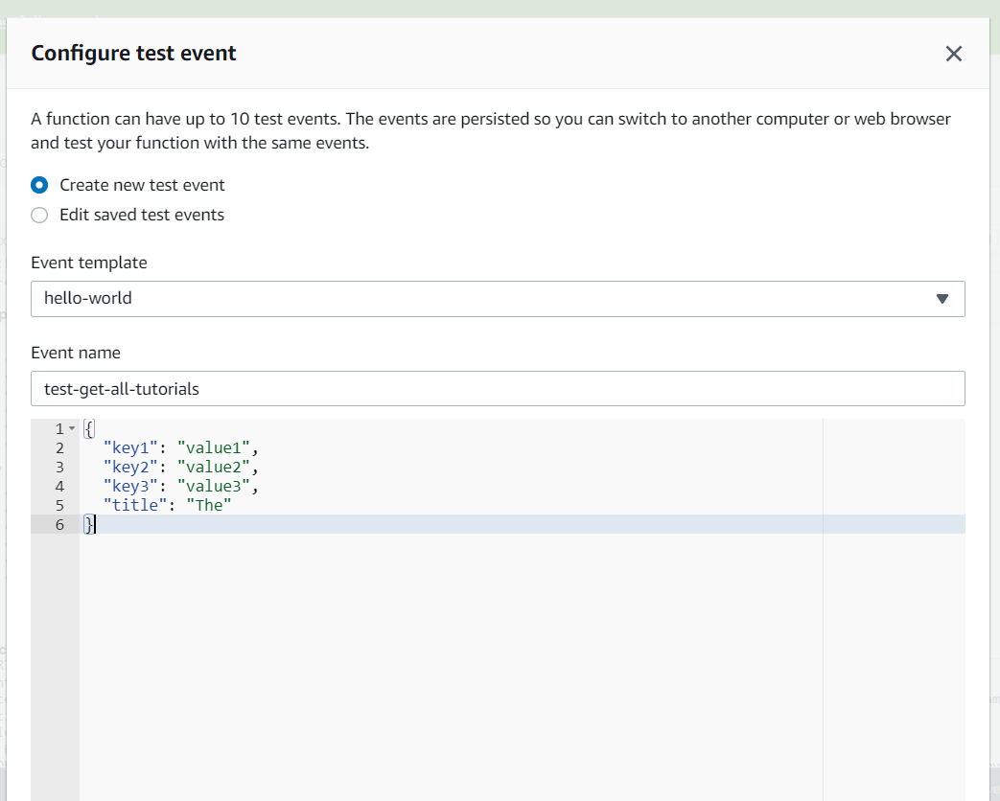 Configure test event
A function can have up to 10 test events. The events are persisted so you can switch to another computer or web browser
and test your function with the same events.
Create new test event
Edit saved test events
Event template
hello-world
Event name
test-get-all-tutorials
1 {
2 "key1": "value1",
3 "key2": "value2",
4 "key3": "value3",
5 "title": "The"
6 }